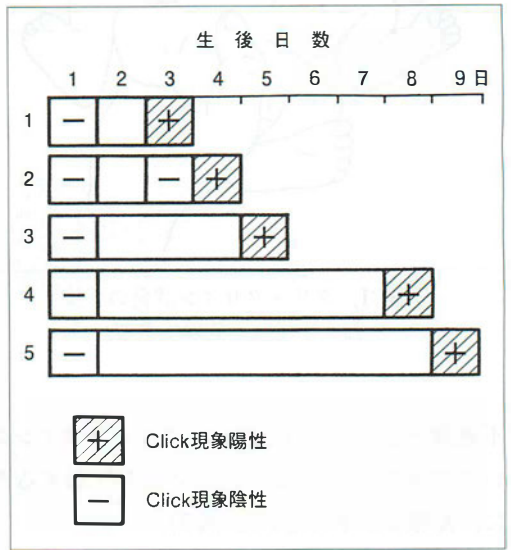 生後日数
1 2 3 4 5 6 7 8 9日
1 − +
2 − − +
3 − +
4 − +
5 − +
+ Click現象陽性
− Click現象陰性